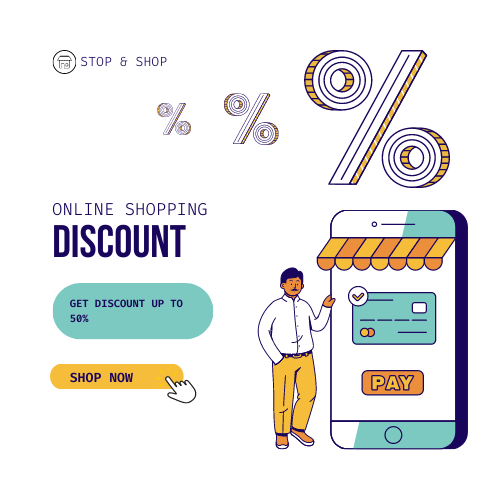 STOP & SHOP
%
%
%
ONLINE SHOPPING
DISCOUNT
GET DISCOUNT UP TO
50%
SHOP NOW
PAY